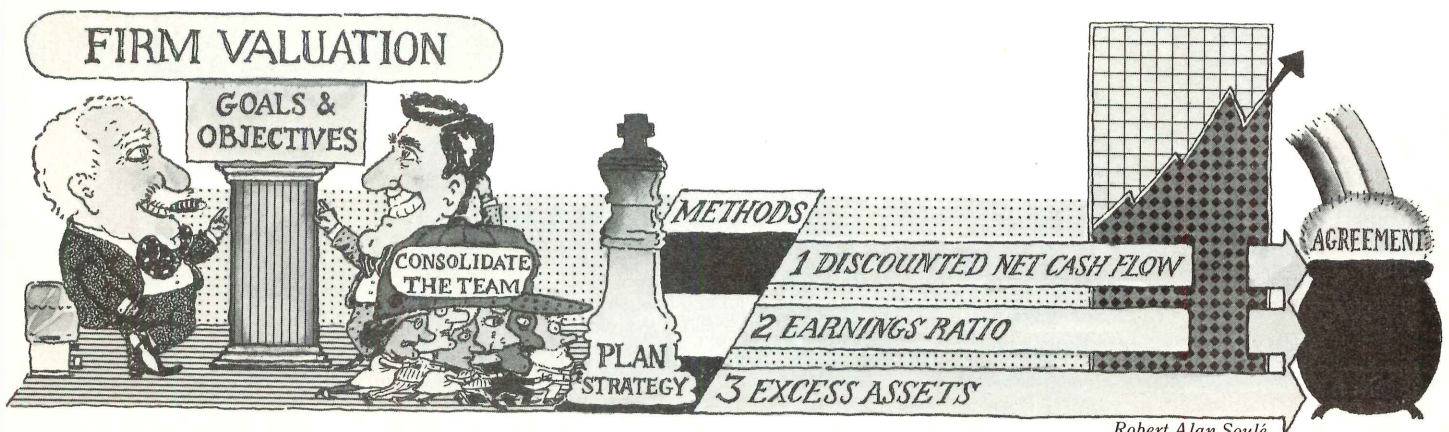 FIRM VALUATION
GOALS &
OBJECTIVES
CONSOLIDATE
THE TEAM
PLAN
STRATEGY
METHODS
1 DISCOUNTED NET CASH FLOW
2 EARNINGS RATIO
3 EXCESS ASSETS
AGREEMENT
Robert Alan Soulé